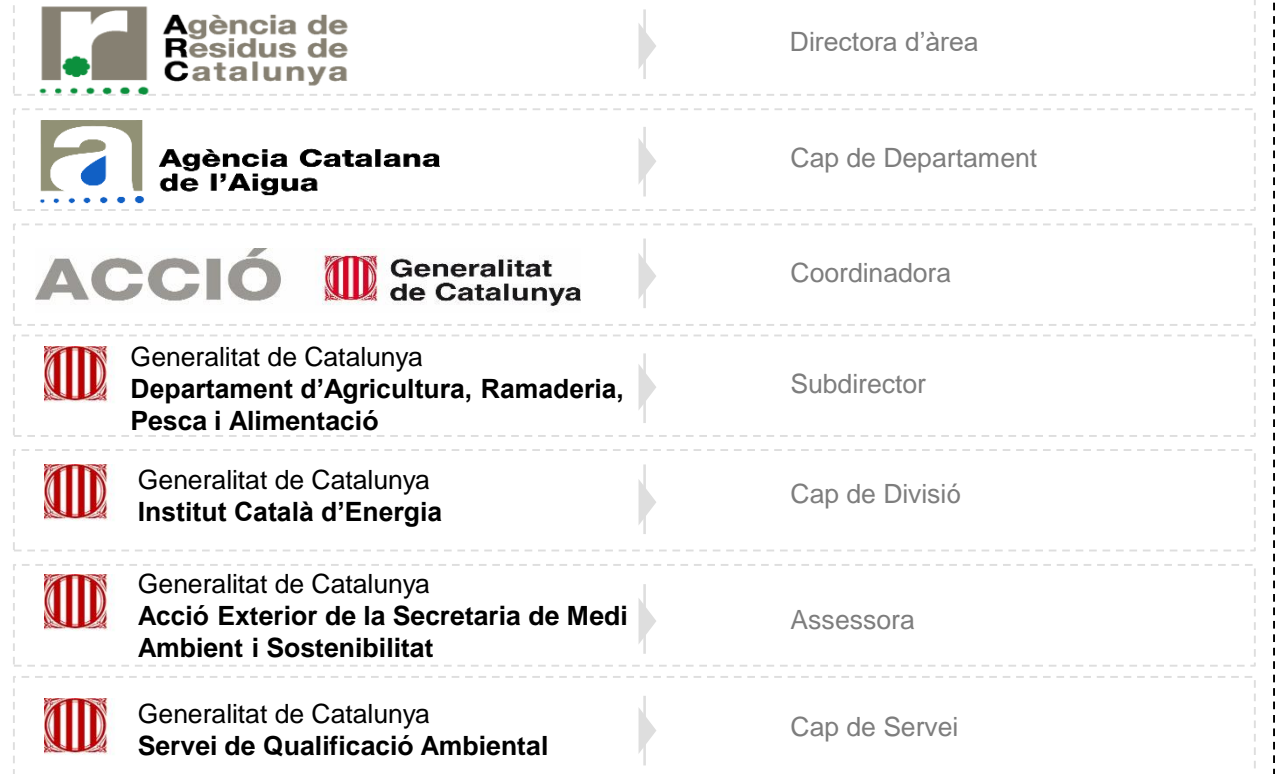 Agència de
Residus de
Catalunya
Directora d’àrea
Agència Catalana
de l’Aigua
Cap de Departament
ACCIÓ
Generalitat
de Catalunya
Coordinadora
Generalitat de Catalunya
Departament d’Agricultura, Ramaderia,
Pesca i Alimentació
Subdirector
Generalitat de Catalunya
Institut Català d’Energia
Cap de Divisió
Generalitat de Catalunya
Acció Exterior de la Secretaria de Medi
Ambient i Sostenibilitat
Assessora
Generalitat de Catalunya
Servei de Qualificació Ambiental
Cap de Servei